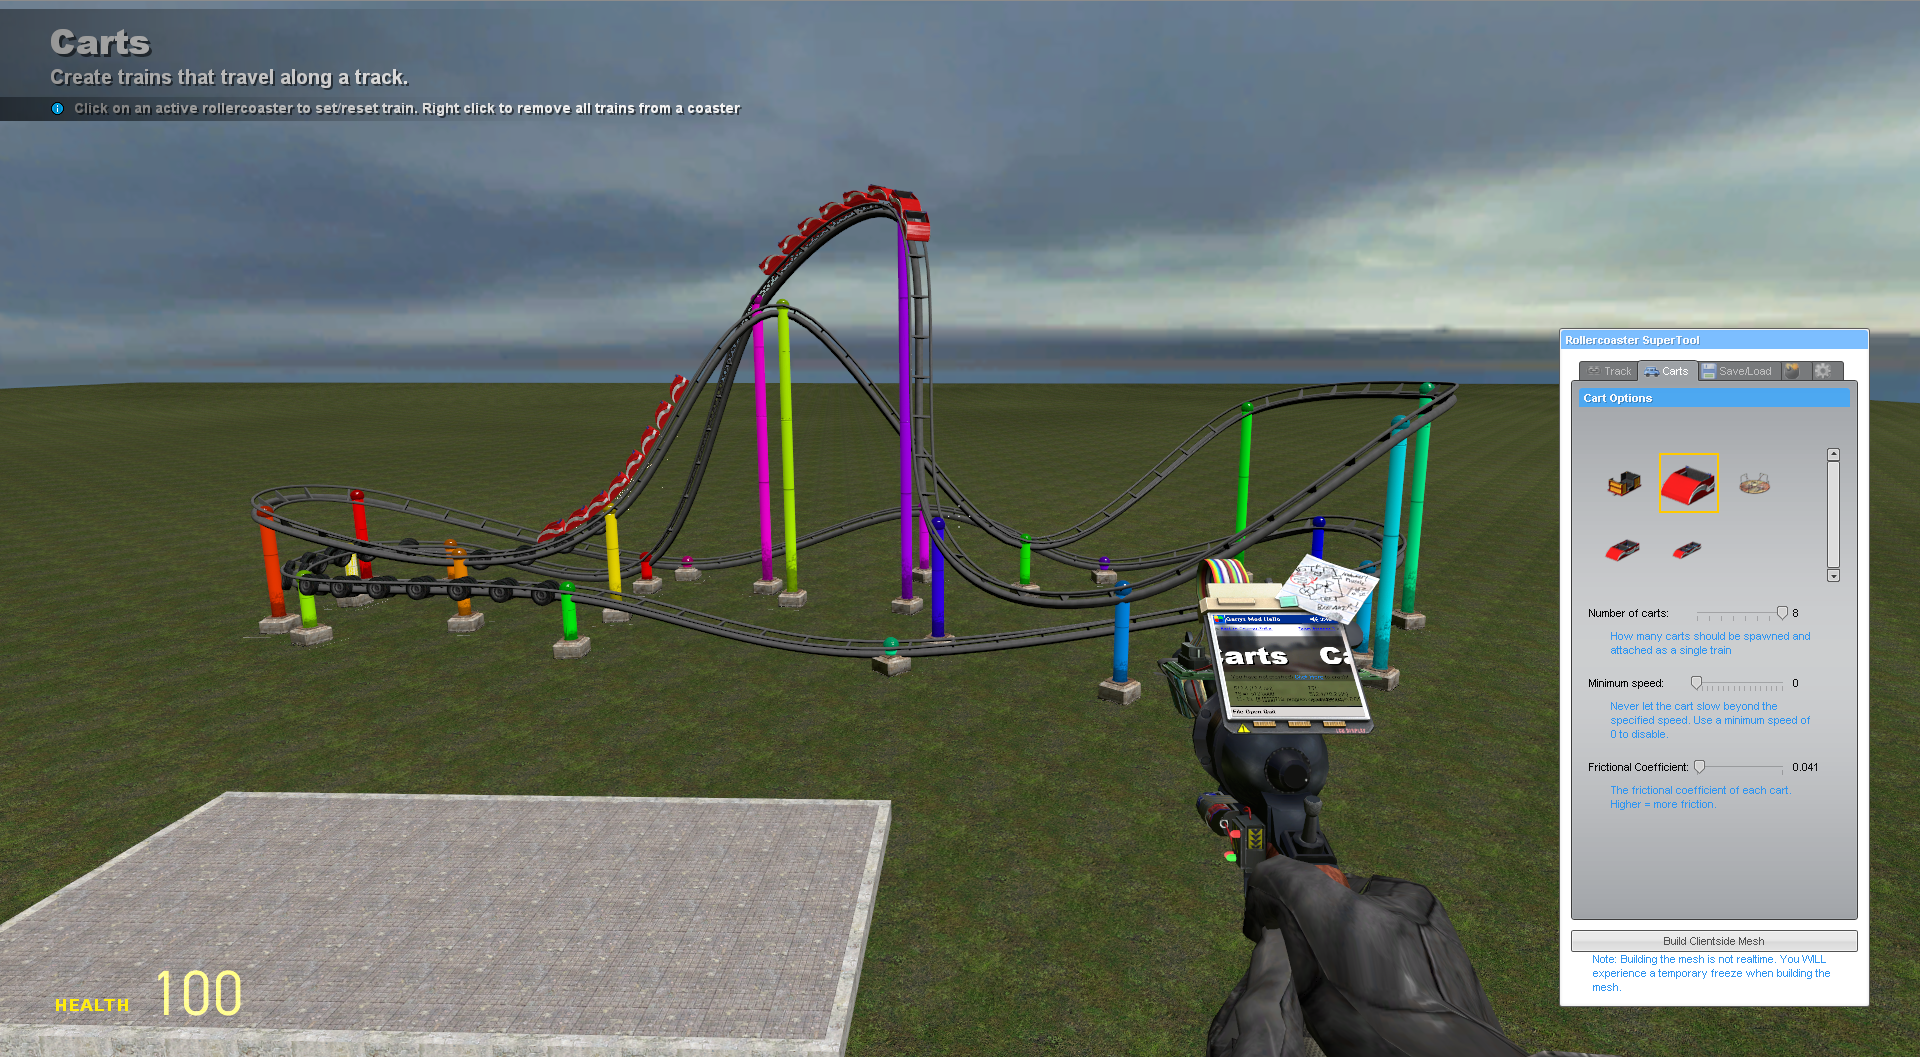 Carts
Create trains that travel along a track.
Click on an active rollercoaster to set/reset train. Right click to remove all trains from a coaster
Rollercoaster SuperTool
Track
Carts
Save/Load
Cart Options
Number of carts:
8
How many carts should be spawned and
attached as a single train
Minimum speed:
0
Never let the cart slow beyond the
specified speed. Use a minimum speed of
0 to disable.
Frictional Coefficient:
0.041
The frictional coefficient of each cart.
Higher = more friction.
Build Clientside Mesh
Note: Building the mesh is not realtime. You WILL
experience a temporary freeze when building the
mesh.
arts Ca
HEALTH 100